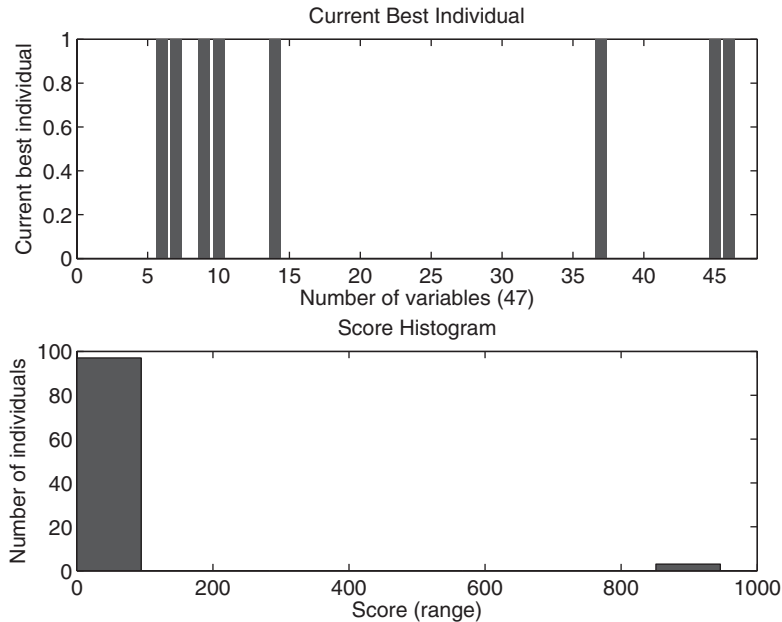 Current Best Individual
Current best individual
1
0.8
0.6
0.4
0.2
0
0 5 10 15 20 25 30 35 40 45
Number of variables (47)
Score Histogram
Number of individuals
100
80
60
40
20
0
0 200 400 600 800 1000
Score (range)